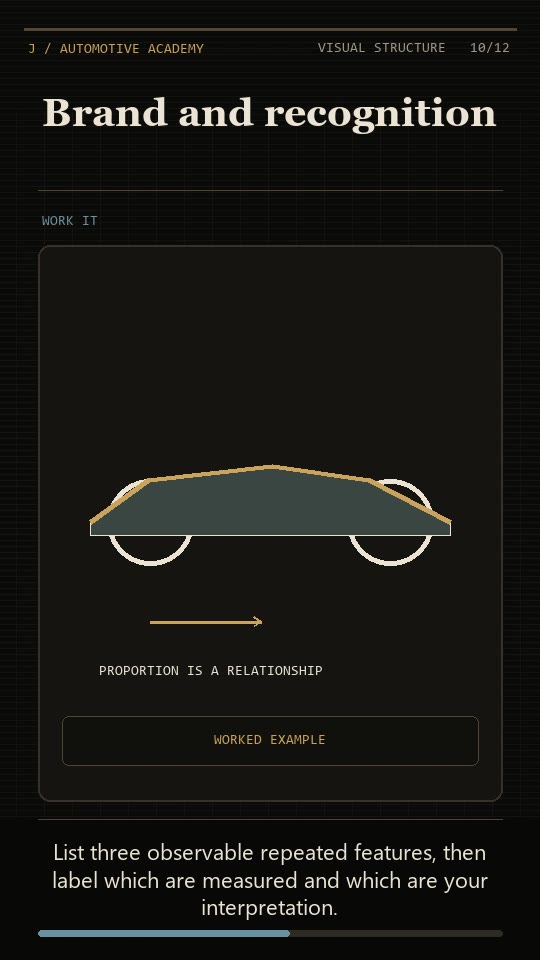 J / AUTOMOTIVE ACADEMY
VISUAL STRUCTURE 10/12
Brand and recognition
WORK IT
PROPORTION IS A RELATIONSHIP
WORKED EXAMPLE
List three observable repeated features, then
label which are measured and which are your
interpretation.